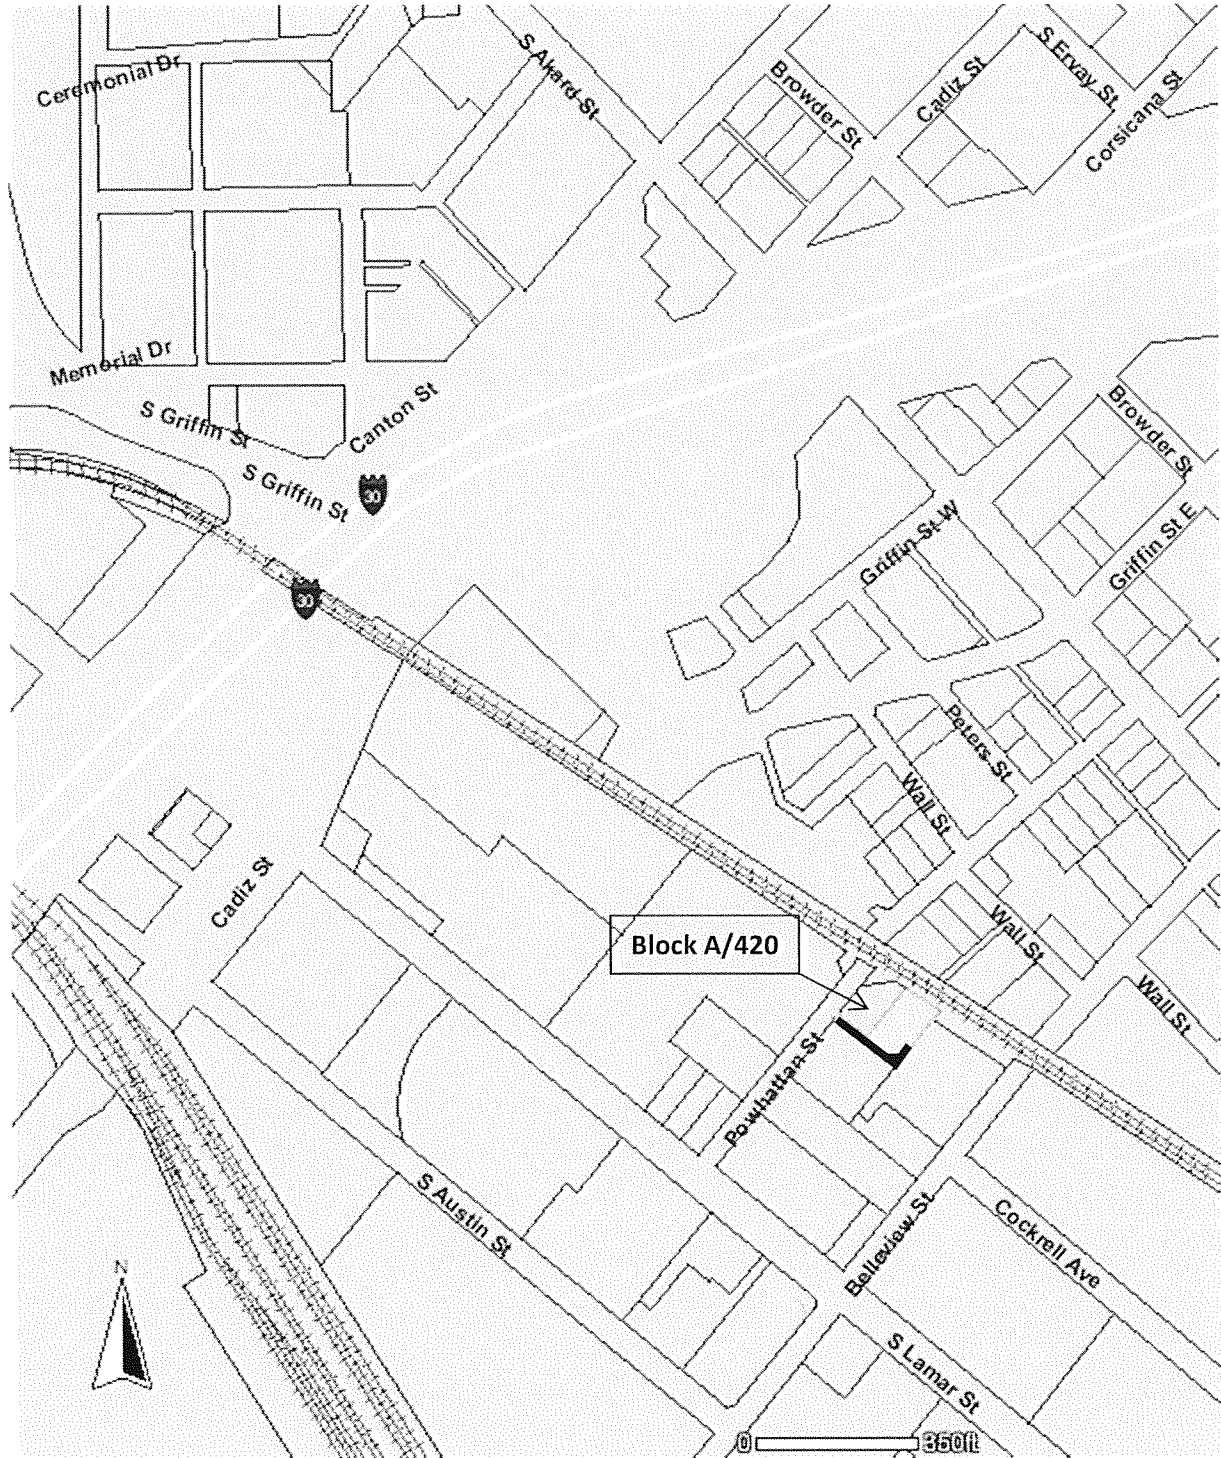 S Akard St
S Ervay St
Ceremonial Dr
Browder St
Cadiz St
Corsicana St
Memorial Dr
S Griffin St
Canton St
Browder St
S Griffin St
30
Griffin St W
Griffin St E
30
Peters St
Wall St
Cadiz St
Block A/420
Wall St
Wall St
Powhattan St
S Austin St
Belleview St
Cockrell Ave
N
S Lamar St
0 350ft